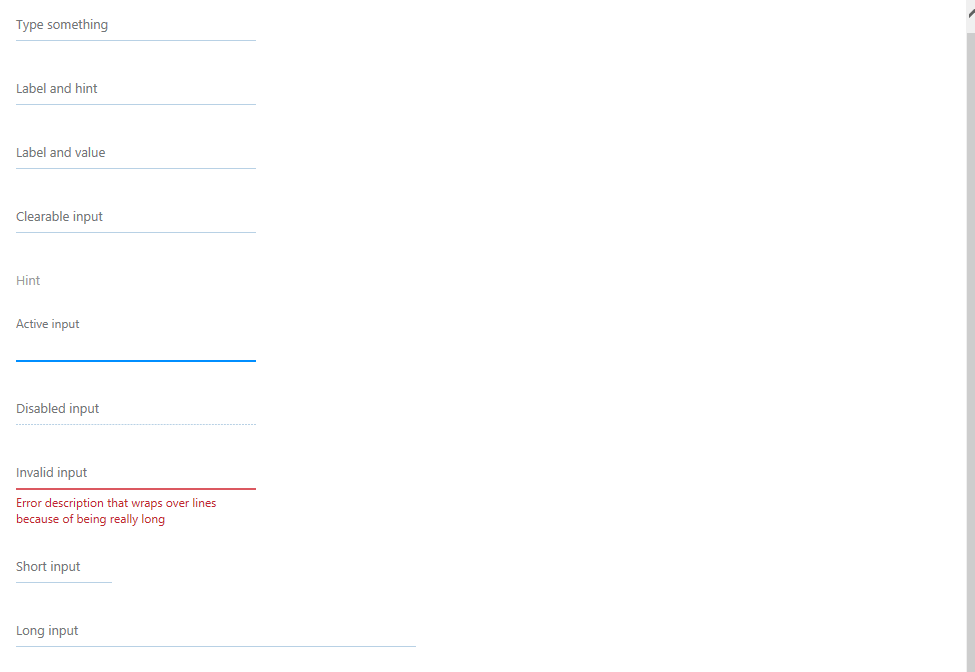 Type something
Label and hint
Label and value
Clearable input
Hint
Active input
Disabled input
Invalid input
Error description that wraps over lines
because of being really long
Short input
Long input